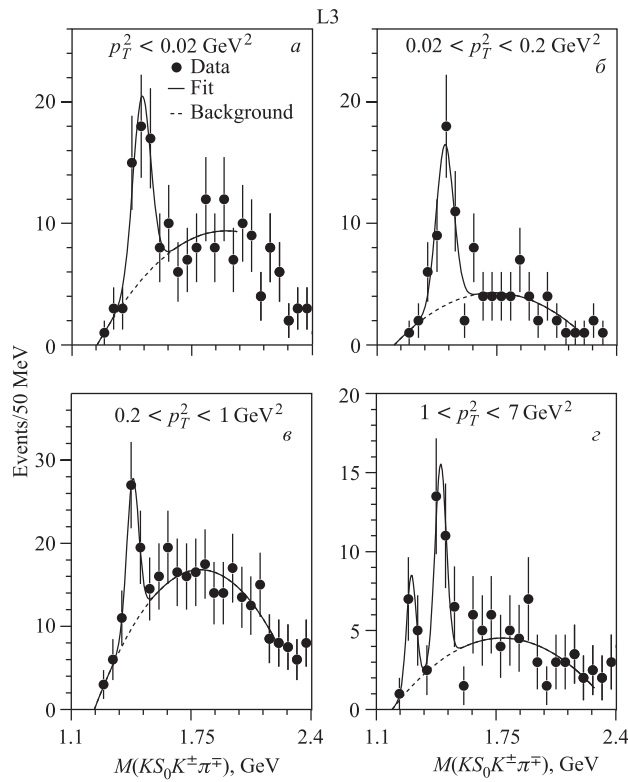 L3
p_T^2 < 0.02 GeV^2 а
Data
Fit
Background
20
10
0
0.02 < p_T^2 < 0.2 GeV^2
б
20
10
0
Events/50 MeV
0.2 < p_T^2 < 1 GeV^2
в
30
20
10
0
1.1 1.75 2.4
M(KS_0K^±π^∓), GeV
1 < p_T^2 < 7 GeV^2
г
20
15
10
5
0
1.1 1.75 2.4
M(KS_0K^±π^∓), GeV